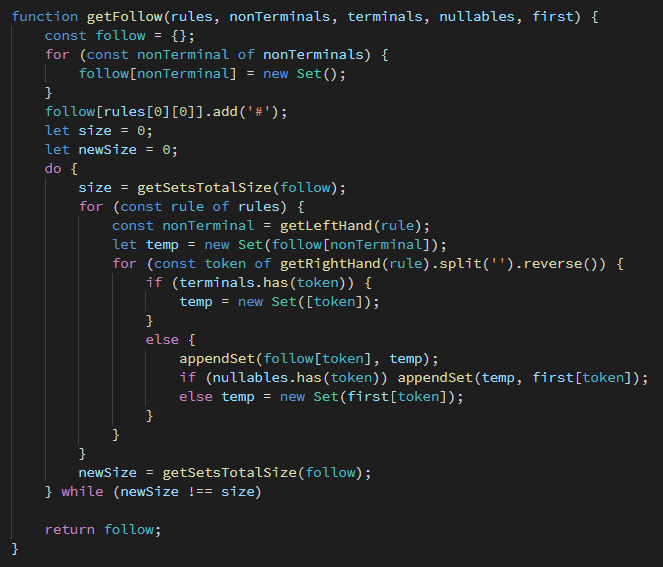 function getFollow(rules, nonTerminals, terminals, nullables, first) {
    const follow = {};
    for (const nonTerminal of nonTerminals) {
        follow[nonTerminal] = new Set();
    }
    follow[rules[0][0]].add('#');
    let size = 0;
    let newSize = 0;
    do {
        size = getSetsTotalSize(follow);
        for (const rule of rules) {
            const nonTerminal = getLeftHand(rule);
            let temp = new Set(follow[nonTerminal]);
            for (const token of getRightHand(rule).split('').reverse()) {
                if (terminals.has(token)) {
                    temp = new Set([token]);
                }
                else {
                    appendSet(follow[token], temp);
                    if (nullables.has(token)) appendSet(temp, first[token]);
                    else temp = new Set(first[token]);
                }
            }
        }
        newSize = getSetsTotalSize(follow);
    } while (newSize !== size)

    return follow;
}